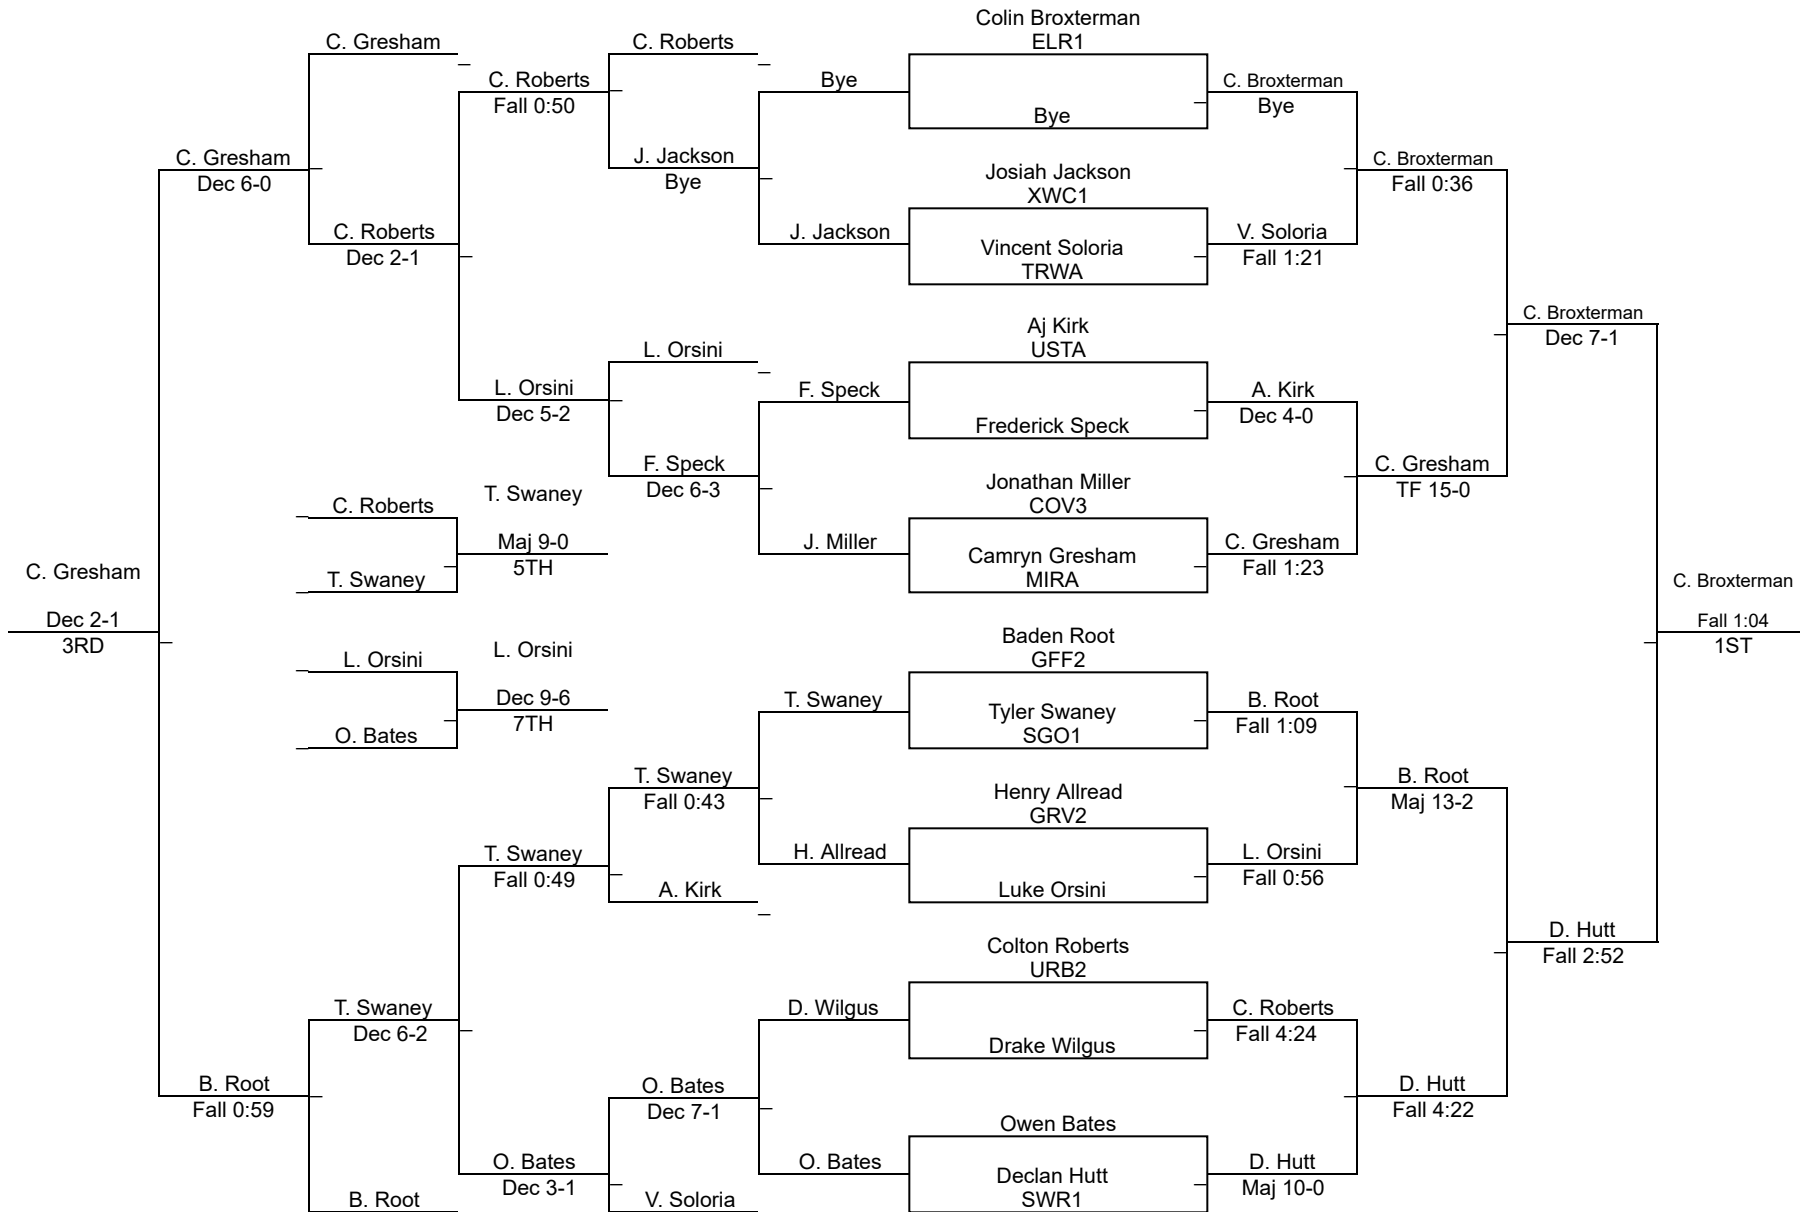 Colin Broxterman
ELR1
C. Gresham
C. Roberts
C. Roberts
Fall 0:50
Bye
C. Broxterman
Bye
Bye
C. Gresham
Dec 6-0
J. Jackson
Bye
Josiah Jackson
XWC1
C. Broxterman
Fall 0:36
C. Roberts
Dec 2-1
J. Jackson
Vincent Soloria
TRWA
V. Soloria
Fall 1:21
Aj Kirk
USTA
C. Broxterman
Dec 7-1
L. Orsini
L. Orsini
Dec 5-2
F. Speck
Frederick Speck
A. Kirk
Dec 4-0
F. Speck
Dec 6-3
Jonathan Miller
COV3
C. Gresham
TF 15-0
C. Roberts
T. Swaney
T. Swaney
Maj 9-0
5TH
J. Miller
Camryn Gresham
MIRA
C. Gresham
Fall 1:23
C. Gresham
Dec 2-1
3RD
C. Broxterman
Fall 1:04
1ST
L. Orsini
O. Bates
L. Orsini
Dec 9-6
7TH
Baden Root
GFF2
T. Swaney
Tyler Swaney
SGO1
B. Root
Fall 1:09
T. Swaney
Fall 0:43
Henry Allread
GRV2
B. Root
Maj 13-2
T. Swaney
Fall 0:49
H. Allread
Luke Orsini
L. Orsini
Fall 0:56
A. Kirk
Colton Roberts
URB2
D. Hutt
Fall 2:52
T. Swaney
Dec 6-2
D. Wilgus
Drake Wilgus
C. Roberts
Fall 4:24
B. Root
Fall 0:59
O. Bates
Dec 7-1
D. Hutt
Fall 4:22
Owen Bates
O. Bates
Dec 3-1
O. Bates
Declan Hutt
SWR1
D. Hutt
Maj 10-0
B. Root
V. Soloria